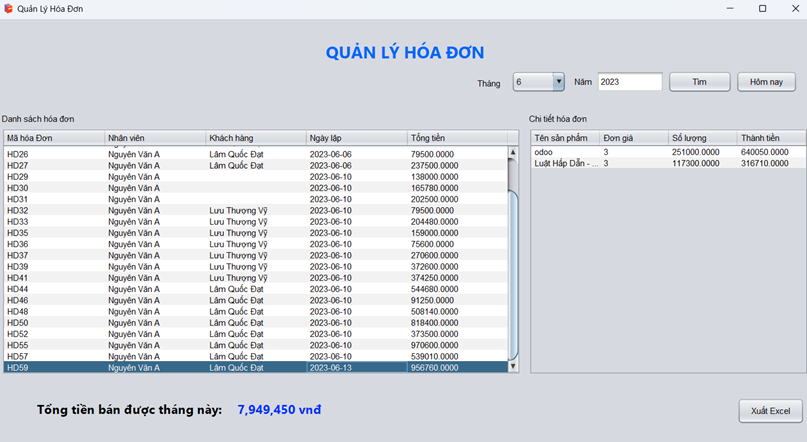 Quản Lý Hóa Đơn
QUẢN LÝ HÓA ĐƠN
Tháng 6 Năm 2023 Tìm Hôm nay
Danh sách hóa đơn
Mã hóa Đơn Nhân viên Khách hàng Ngày lập Tổng tiền
HD26 Nguyễn Văn A Lâm Quốc Đạt 2023-06-06 79500.0000
HD27 Nguyễn Văn A Lâm Quốc Đạt 2023-06-06 237500.0000
HD29 Nguyễn Văn A 2023-06-10 138000.0000
HD30 Nguyễn Văn A 2023-06-10 165780.0000
HD31 Nguyễn Văn A 2023-06-10 202500.0000
HD32 Nguyễn Văn A Lưu Thượng Vỹ 2023-06-10 79500.0000
HD33 Nguyễn Văn A Lưu Thượng Vỹ 2023-06-10 204480.0000
HD35 Nguyễn Văn A Lưu Thượng Vỹ 2023-06-10 159000.0000
HD36 Nguyễn Văn A Lưu Thượng Vỹ 2023-06-10 75600.0000
HD37 Nguyễn Văn A Lưu Thượng Vỹ 2023-06-10 270600.0000
HD39 Nguyễn Văn A Lưu Thượng Vỹ 2023-06-10 372600.0000
HD41 Nguyễn Văn A Lưu Thượng Vỹ 2023-06-10 374250.0000
HD44 Nguyễn Văn A Lâm Quốc Đạt 2023-06-10 544680.0000
HD46 Nguyễn Văn A Lâm Quốc Đạt 2023-06-10 91250.0000
HD48 Nguyễn Văn A Lâm Quốc Đạt 2023-06-10 508140.0000
HD50 Nguyễn Văn A Lâm Quốc Đạt 2023-06-10 818400.0000
HD52 Nguyễn Văn A Lâm Quốc Đạt 2023-06-10 373500.0000
HD55 Nguyễn Văn A Lâm Quốc Đạt 2023-06-10 970600.0000
HD57 Nguyễn Văn A Lâm Quốc Đạt 2023-06-10 539010.0000
HD59 Nguyễn Văn A Lâm Quốc Đạt 2023-06-13 956760.0000
Chi tiết hóa đơn
Tên sản phẩm Đơn giá Số lượng Thành tiền
odoo 3 251000.0000 640050.0000
Luật Hấp Dẫn - ... 3 117300.0000 316710.0000
Tổng tiền bán được tháng này: 7,949,450 vnđ
Xuất Excel